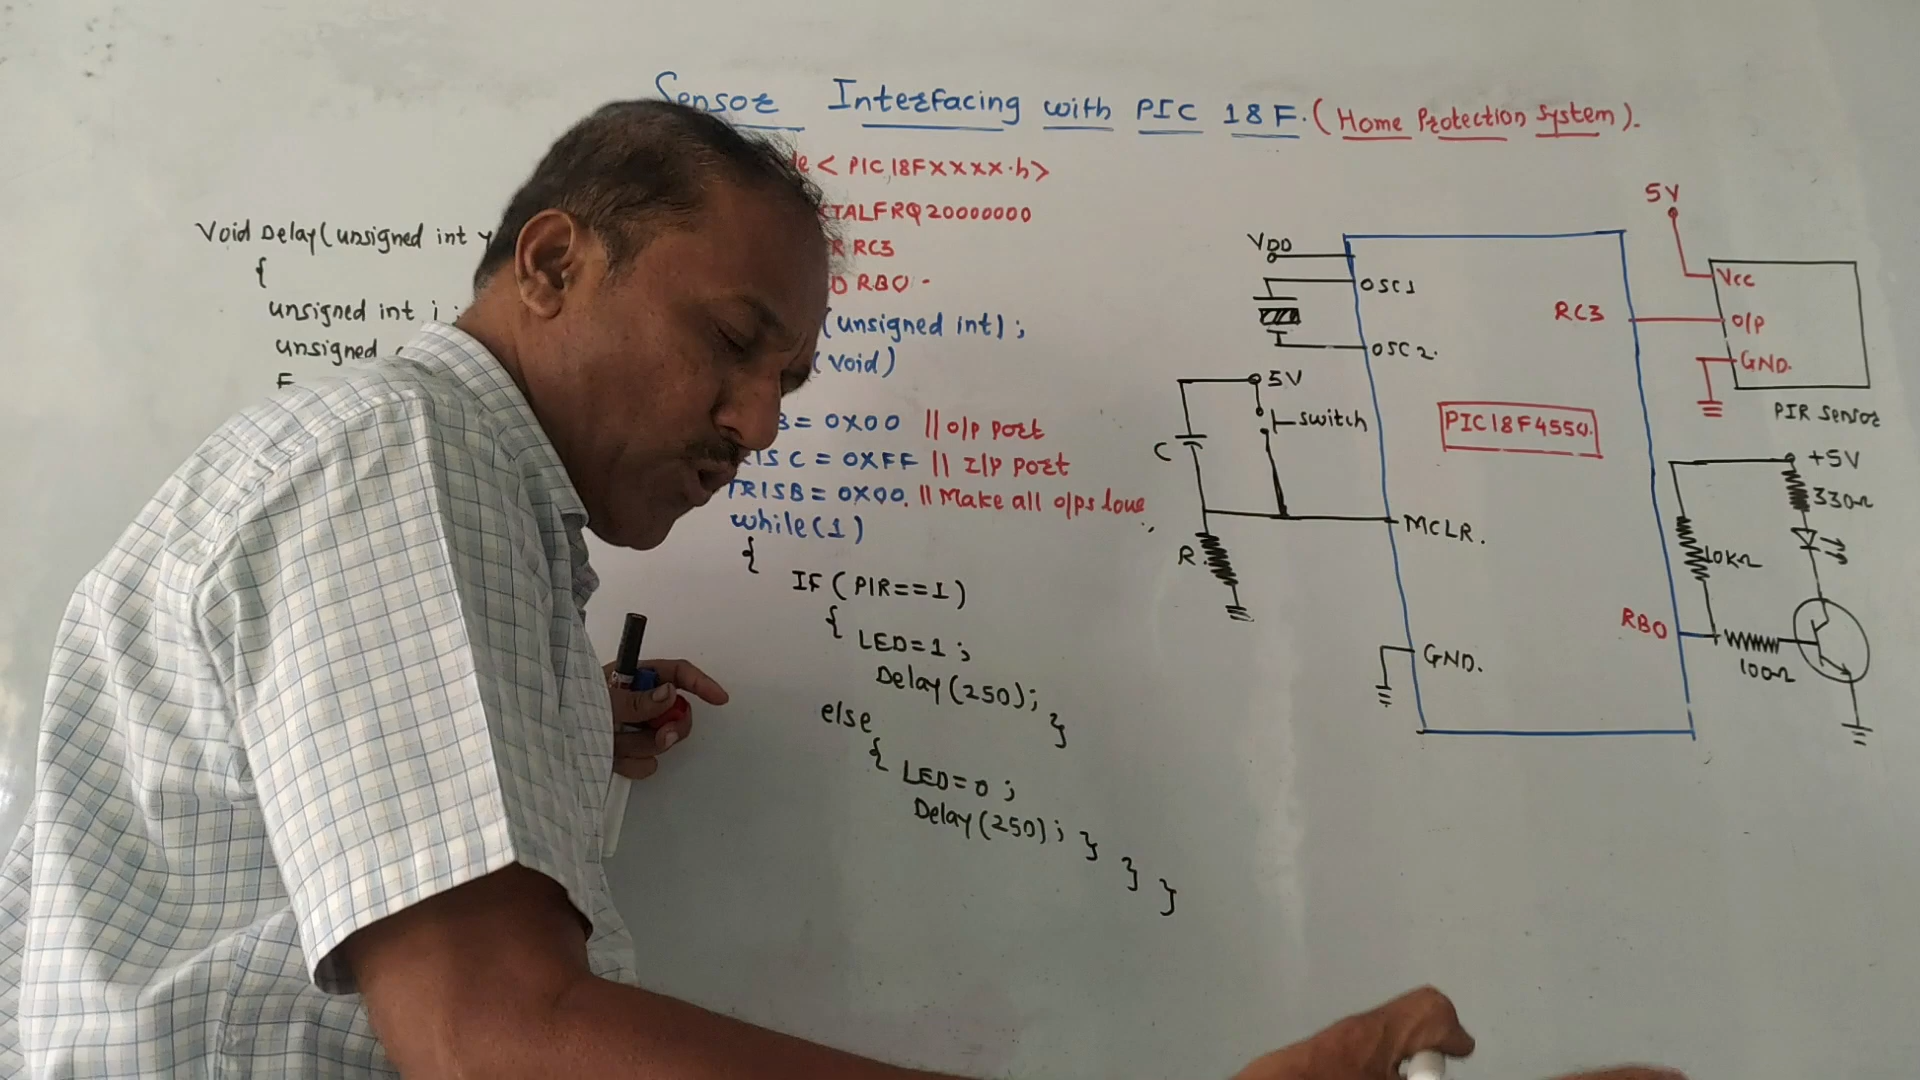 Sensor Interfacing with PIC 18F. (Home Protection System).
< PIC18FXXXX.h>
TALFRQ 20000000
R RC3
D RB0 -
(unsigned int);
(void)
B = 0X00 || o/p port
RIS C = 0XFF || I/P port
TRISB = 0X00. || Make all o/ps low
while(1)
{
IF (PIR==1)
{ LED=1 ;
Delay (250); }
else
{ LED=0 ;
Delay (250) ; }
} }
Void Delay(unsigned int
{
unsigned int i ;
unsigned
F
VDD
OSC1
OSC2.
5V
switch
C
R.
MCLR.
GND.
PIC18F4550.
RC3
RB0
5V
Vcc
O/P
GND.
PIR Sensor
+5V
330Ω
10KΩ
100Ω